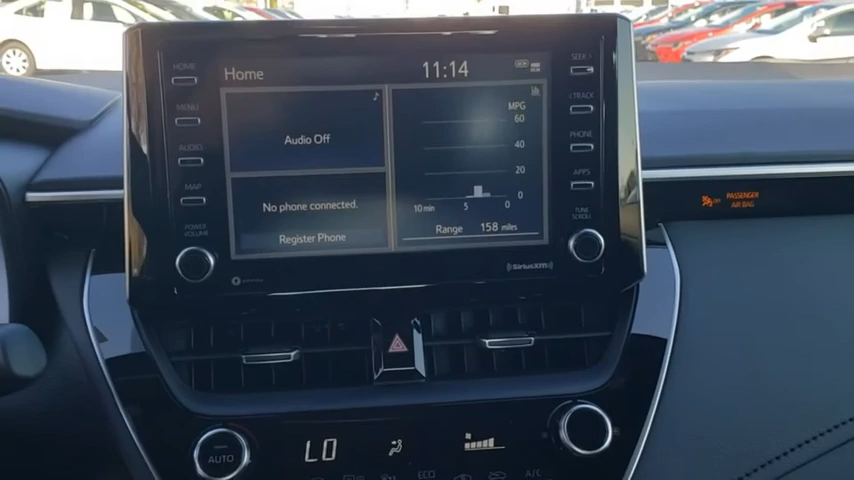 HOME
MENU
AUDIO
MAP
POWER
VOLUME
Home
11:14
Audio Off
No phone connected.
Register Phone
MPG
60
40
20
0
10 min 5 0
Range 158 miles
SEEK >
< TRACK
PHONE
APPS
TUNE
SCROLL
SiriusXM
PASSENGER
AIR BAG
AUTO
LO
ECO
A/C